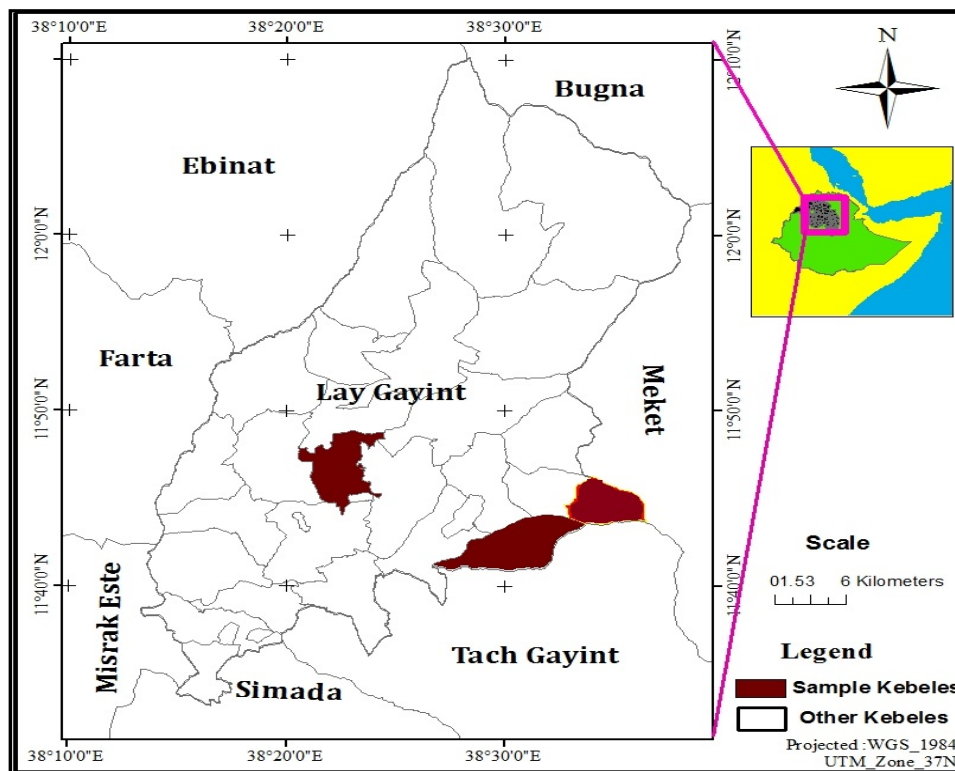 38°10'0"E 38°20'0"E 38°30'0"E
N
Bugna
12°10'0"N
Ebinat
12°0'0"N
12°0'0"N
Farta
Lay Gayint
Meket
11°50'0"N
11°50'0"N
Scale
01.53 6 Kilometers
11°40'0"N
11°40'0"N
Misrak Este
Tach Gayint
Simada
Legend
Sample Kebeles
Other Kebeles
Projected :WGS_1984
UTM_Zone_37N
38°10'0"E 38°20'0"E 38°30'0"E